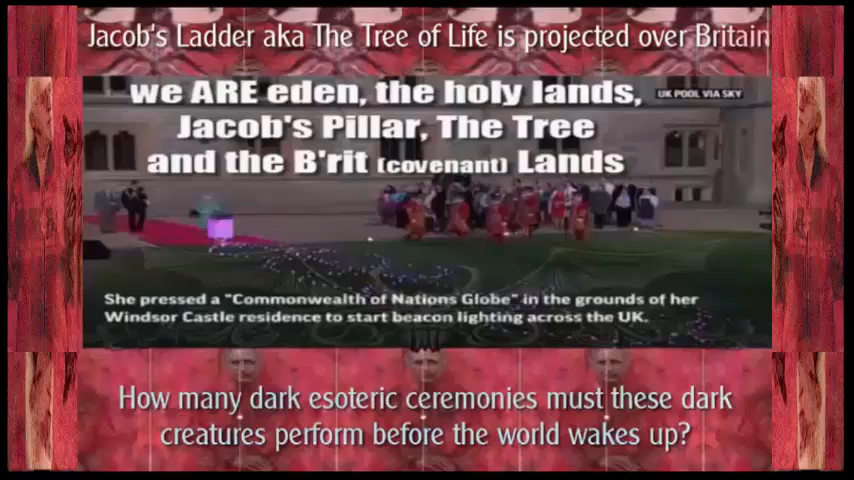 Jacob's Ladder aka The Tree of Life is projected over Britain
we ARE eden, the holy lands,
UK POOL VIA SKY
Jacob's Pillar, The Tree
and the B'rit (covenant) Lands
She pressed a "Commonwealth of Nations Globe" in the grounds of her
Windsor Castle residence to start beacon lighting across the UK.
How many dark esoteric ceremonies must these dark
creatures perform before the world wakes up?